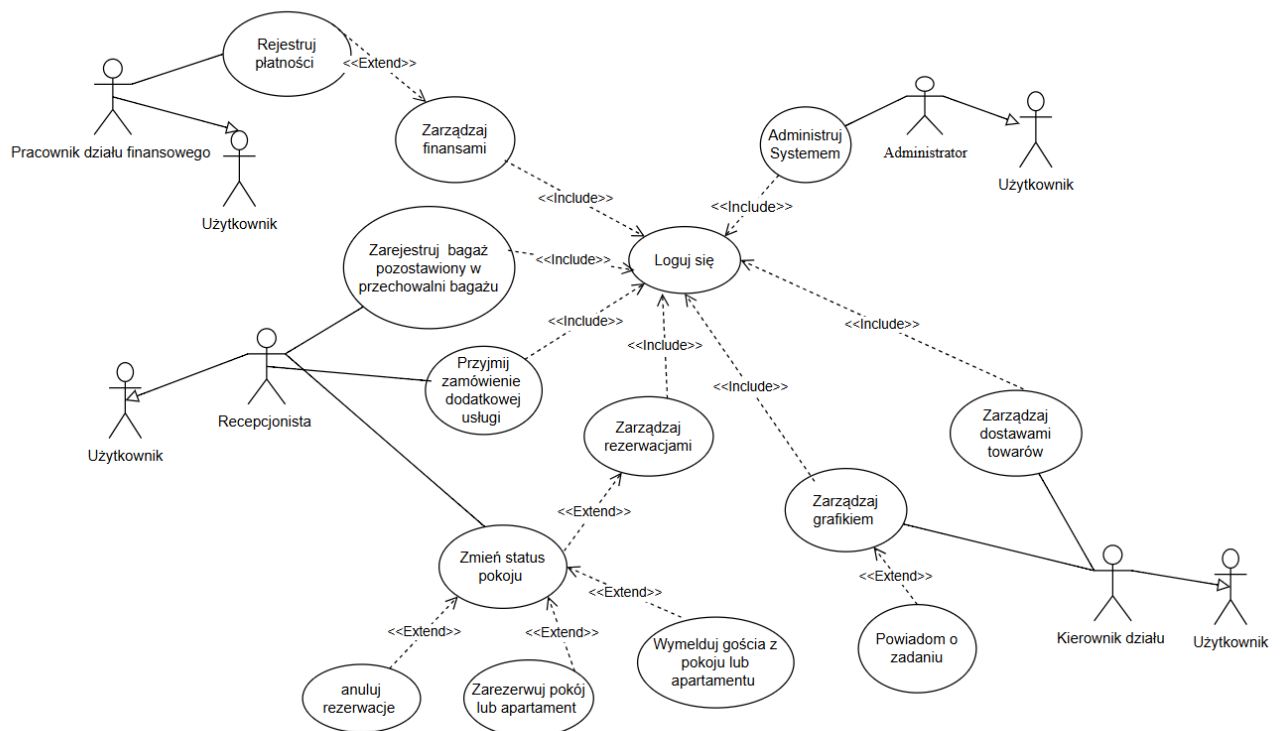 Rejestruj
płatności
<<Extend>>
Pracownik działu finansowego
Użytkownik
Zarządzaj
finansami
<<Include>>
Administruj
Systemem
Administrator
Użytkownik
<<Include>>
Zarejestruj bagaż
pozostawiony w
przechowalni bagażu
<<Include>>
Loguj się
<<Include>>
<<Include>>
<<Include>>
<<Include>>
Przyjmij
zamówienie
dodatkowej
usługi
Recepcjonista
Użytkownik
Zarządzaj
rezerwacjami
Zarządzaj
dostawami
towarów
<<Extend>>
Zarządzaj
grafikiem
Zmień status
pokoju
<<Extend>>
<<Extend>>
<<Extend>>
<<Extend>>
Kierownik działu
Użytkownik
Powiadom o
zadaniu
Wymelduj gościa z
pokoju lub
apartamentu
anuluj
rezerwacje
Zarezerwuj pokój
lub apartament